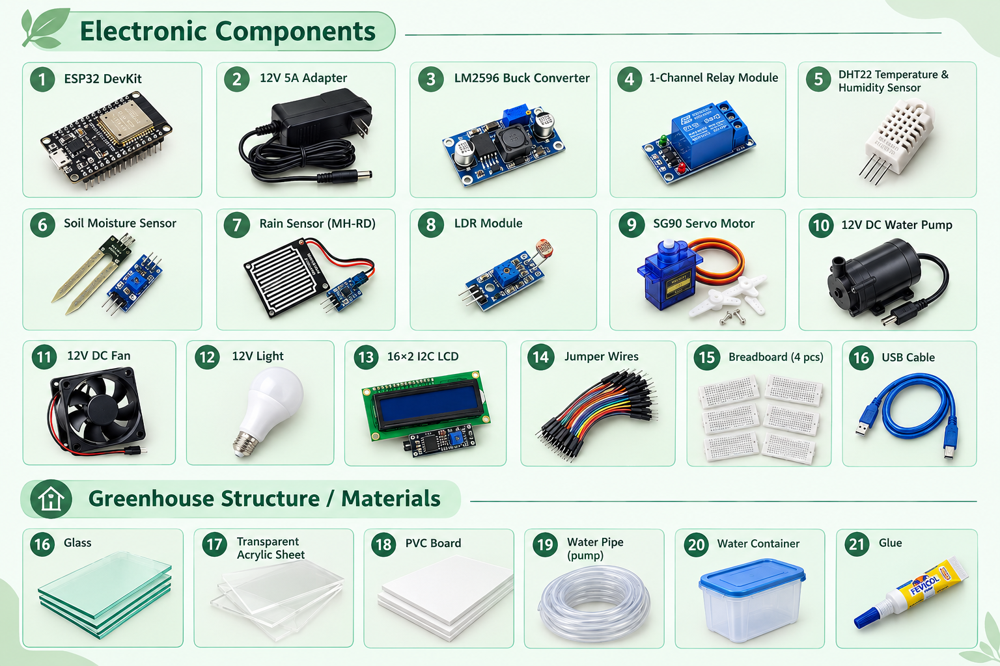 Electronic Components
1
ESP32 DevKit
2
12V 5A Adapter
3
LM2596 Buck Converter
4
1-Channel Relay Module
5
DHT22 Temperature &
Humidity Sensor
6
Soil Moisture Sensor
7
Rain Sensor (MH-RD)
8
LDR Module
9
SG90 Servo Motor
10
12V DC Water Pump
11
12V DC Fan
12
12V Light
13
16×2 I2C LCD
14
Jumper Wires
15
Breadboard (4 pcs)
16
USB Cable
Greenhouse Structure / Materials
16
Glass
17
Transparent
Acrylic Sheet
18
PVC Board
19
Water Pipe
(pump)
20
Water Container
21
Glue
FEVICOL